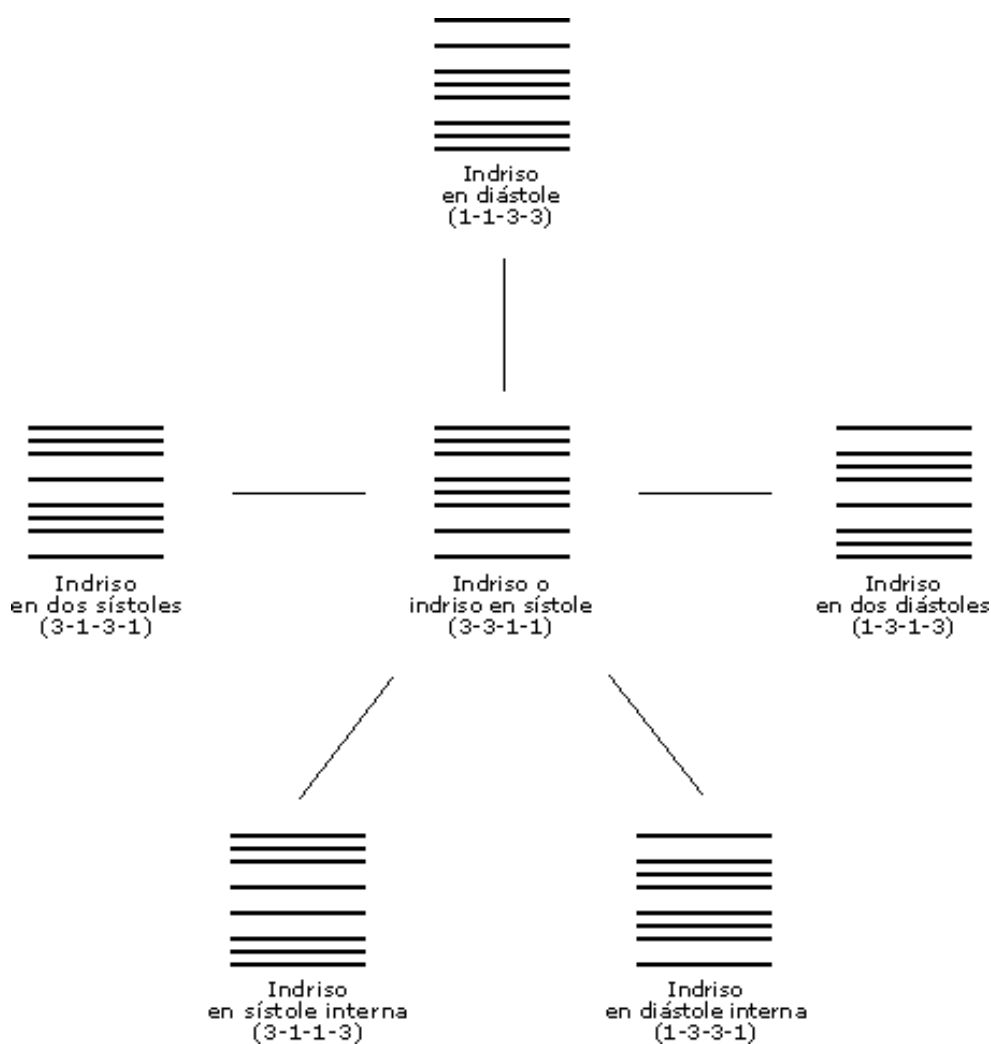 Indriso
en diástole
(1-1-3-3)
Indriso
en dos sístoles
(3-1-3-1)
Indriso o
indriso en sístole
(3-3-1-1)
Indriso
en dos diástoles
(1-3-1-3)
Indriso
en sístole interna
(3-1-1-3)
Indriso
en diástole interna
(1-3-3-1)